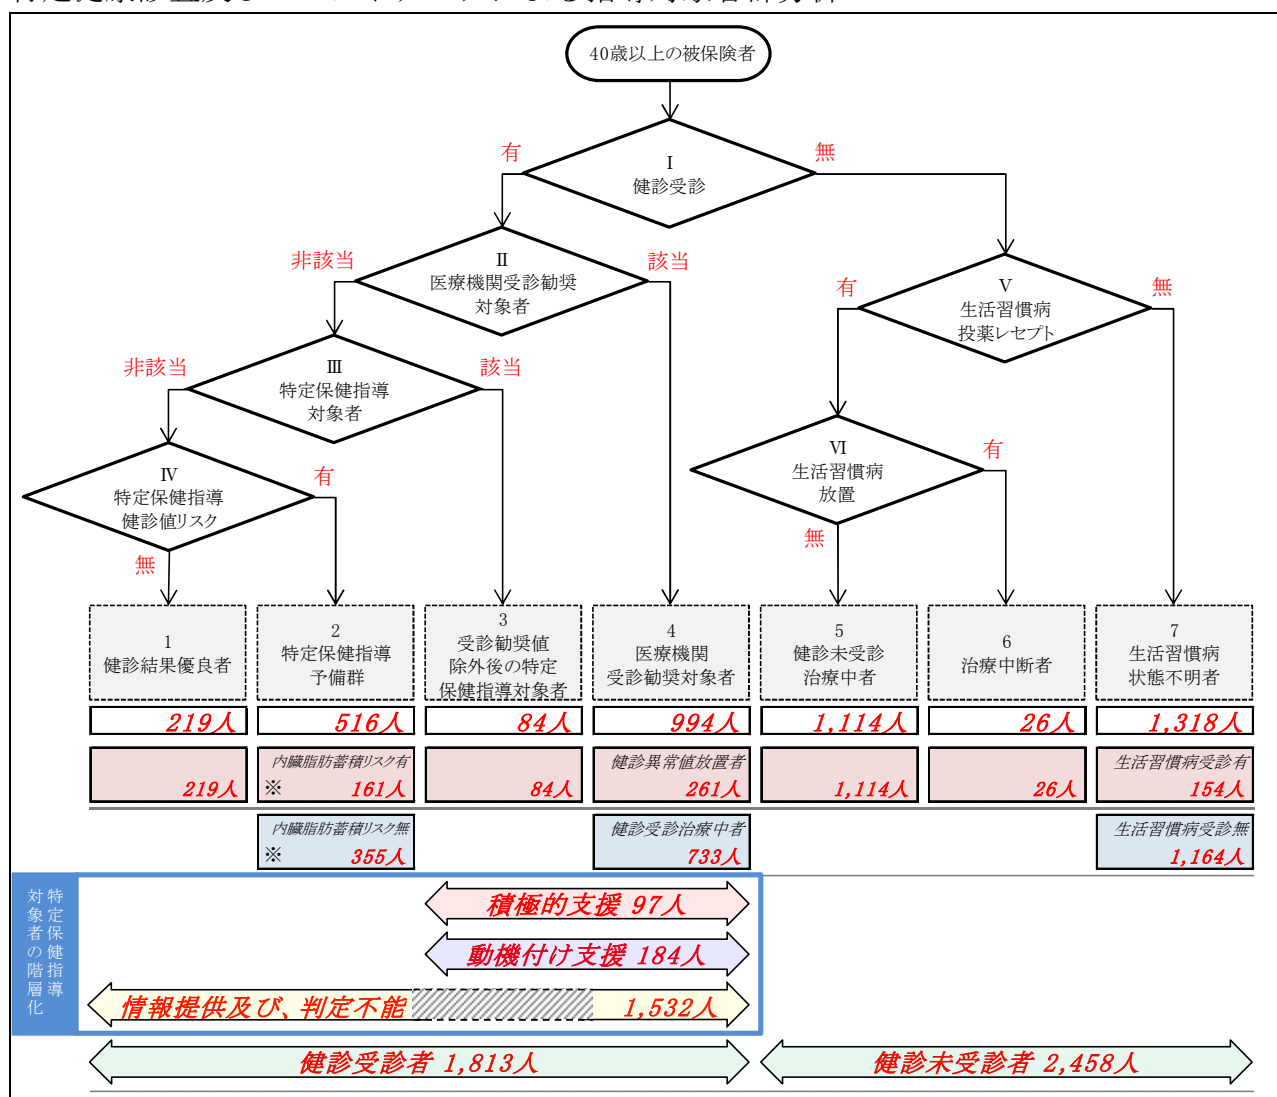 40歳以上の被保険者
Ⅰ
健診受診
有
無
Ⅱ
医療機関受診勧奨
対象者
非該当
該当
Ⅴ
生活習慣病
投薬レセプト
有
無
Ⅲ
特定保健指導
対象者
非該当
該当
Ⅵ
生活習慣病
放置
有
無
Ⅳ
特定保健指導
健診値リスク
有
無
1
健診結果優良者
2
特定保健指導
予備群
3
受診勧奨値
除外後の特定
保健指導対象者
4
医療機関
受診勧奨対象者
5
健診未受診
治療中者
6
治療中断者
7
生活習慣病
状態不明者
219人
516人
84人
994人
1,114人
26人
1,318人
219人
内臓脂肪蓄積リスク有
※ 161人
84人
健診異常値放置者
261人
1,114人
26人
生活習慣病受診有
154人
内臓脂肪蓄積リスク無
※ 355人
健診受診治療中者
733人
生活習慣病受診無
1,164人
特定保健指導
対象者の階層化
積極的支援 97人
動機付け支援 184人
情報提供及び、判定不能 1,532人
健診受診者 1,813人
健診未受診者 2,458人